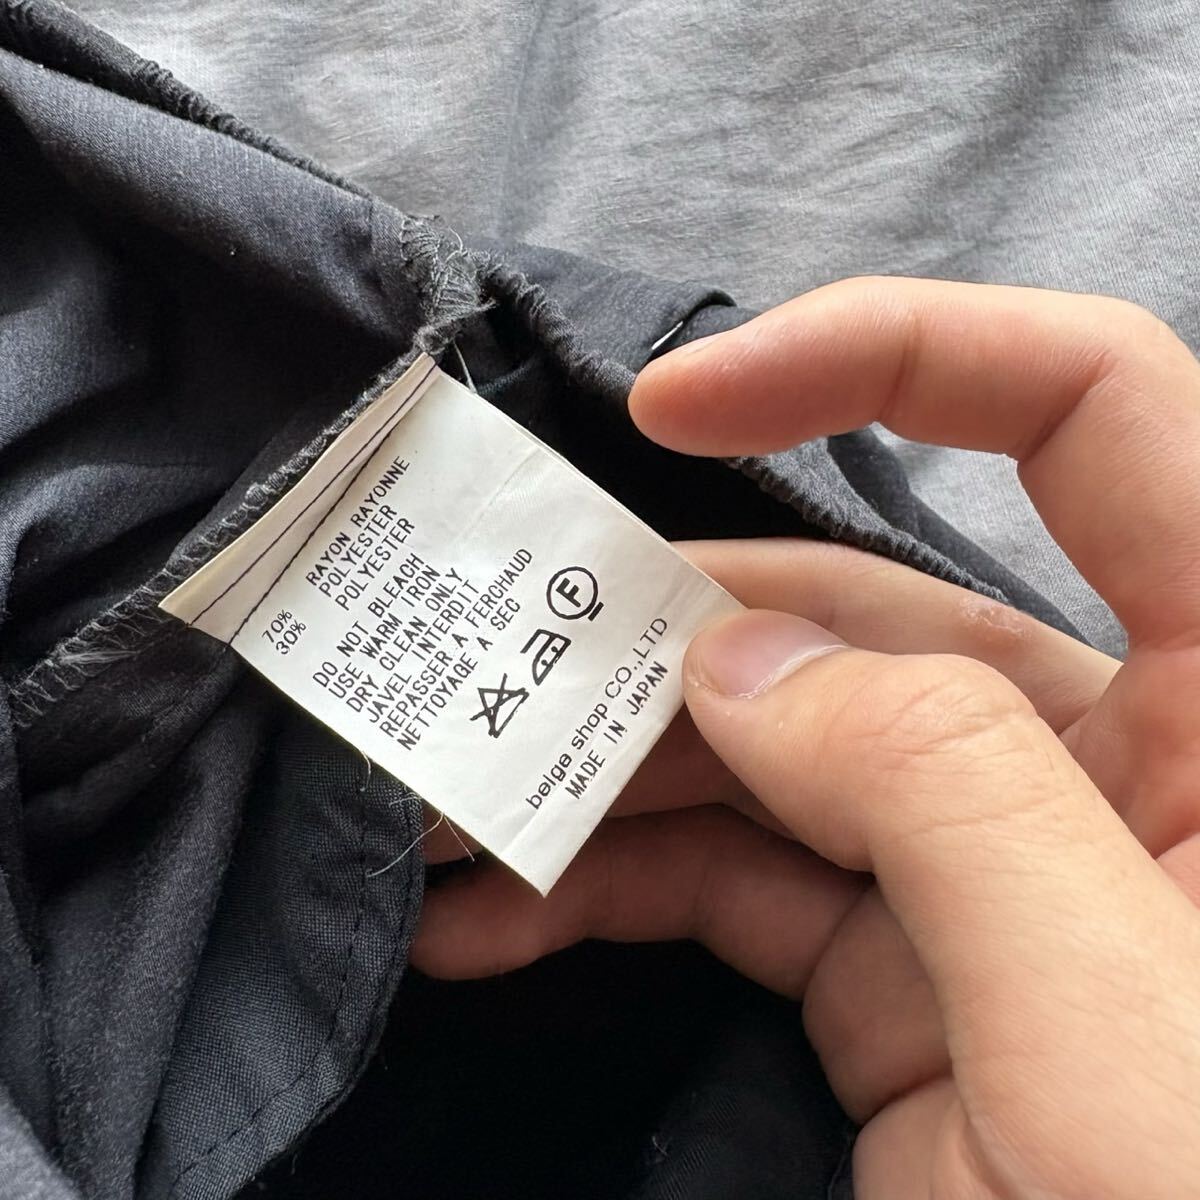 70% RAYON RAYONNE
30% POLYESTER
POLYESTER
DO NOT BLEACH
USE WARM IRON
DRY CLEAN ONLY
JAVEL INTERDIT
REPASSER A FERCHAUD
NETTOYAGE A SEC
F
beige shop CO.,LTD
MADE IN JAPAN